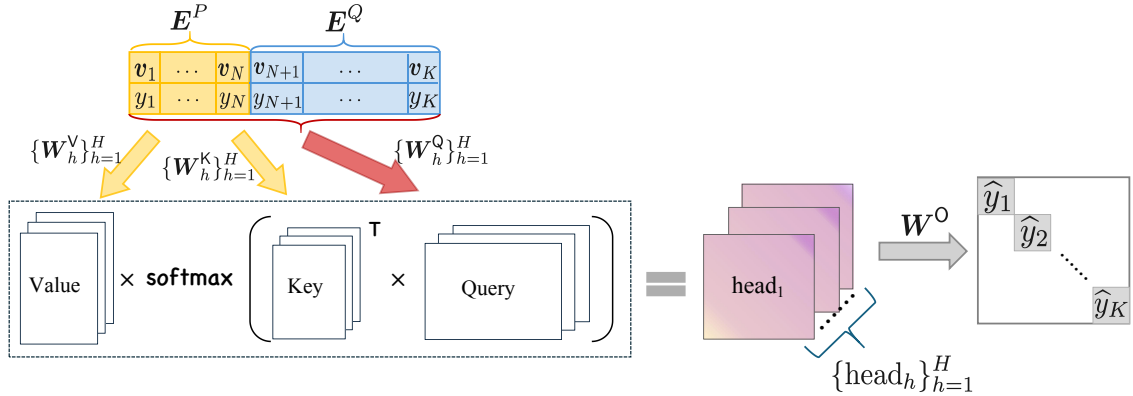 E^P E^Q
v_1 ... v_N v_{N+1} ... v_K
y_1 ... y_N y_{N+1} ... y_K
{W_h^V}_{h=1}^H {W_h^K}_{h=1}^H {W_h^Q}_{h=1}^H
Value × softmax ( Key ^T × Query ) = head_1 W^O
ŷ_1
ŷ_2
ŷ_K
{head_h}_{h=1}^H